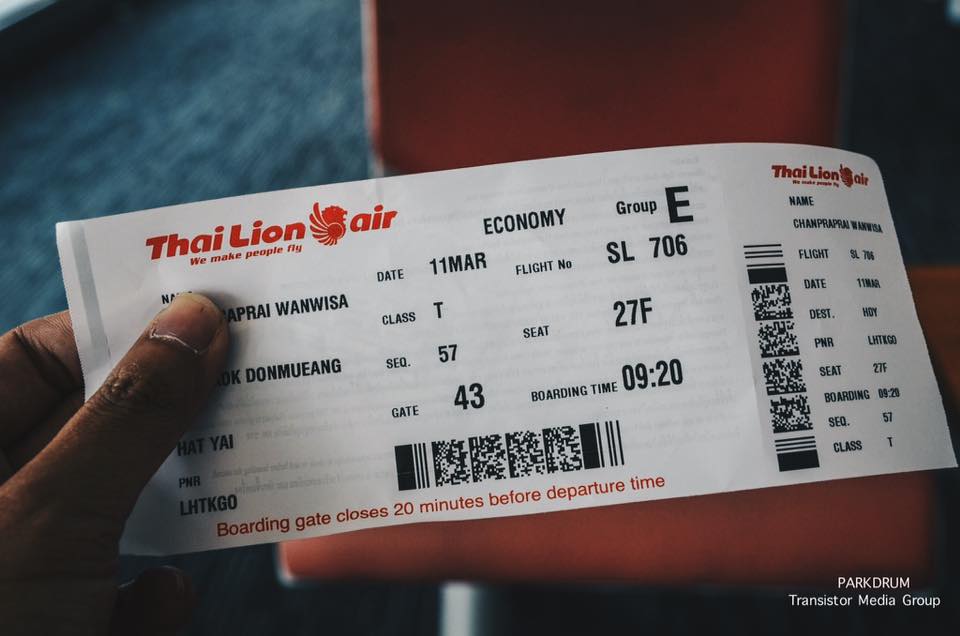 Thai Lion air
We make people fly
ECONOMY
Group E
DATE 11MAR
FLIGHT No SL 706
APRAI WANWISA
CLASS T
SEAT 27F
OK DONMUEANG
SEQ. 57
GATE 43
BOARDING TIME 09:20
HAT YAI
PNR
LHTKGO
Boarding gate closes 20 minutes before departure time
Thai Lion air
We make people fly
NAME
CHANPRAPRAI WANWISA
FLIGHT SL 706
DATE 11MAR
DEST. HDY
PNR LHTKGO
SEAT 27F
BOARDING 09:20
SEQ. 57
CLASS T
PARKDRUM
Transistor Media Group